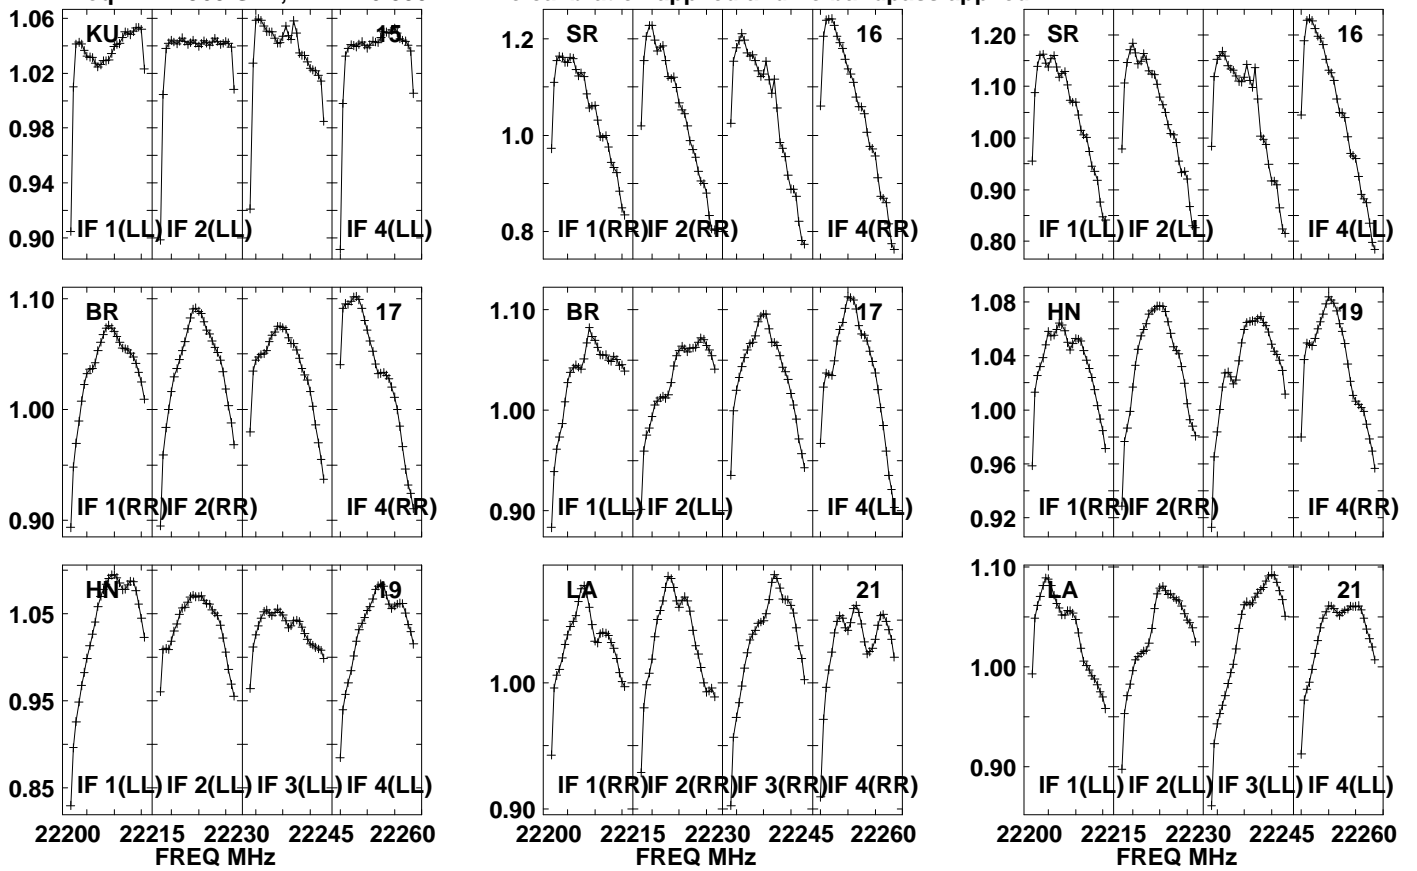 KU 15
1.06
1.02
0.98
0.94
0.90
IF 1(LL) IF 2(LL) IF 4(LL)
SR 16
1.2
1.0
0.8
IF 1(RR) IF 2(RR) IF 4(RR)
SR 16
1.20
1.10
1.00
0.90
0.80
IF 1(LL) IF 2(LL) IF 4(LL)
BR 17
1.10
1.00
0.90
IF 1(RR) IF 2(RR) IF 4(RR)
BR 17
1.10
1.00
0.90
IF 1(LL) IF 2(LL) IF 4(LL)
HN 19
1.08
1.04
1.00
0.96
0.92
IF 1(RR) IF 2(RR) IF 4(RR)
HN 19
1.05
0.95
0.85
IF 1(LL) IF 2(LL) IF 3(LL) IF 4(LL)
22200 22215 22230 22245 22260
FREQ MHz
LA 21
1.00
0.90
IF 1(RR) IF 2(RR) IF 3(RR) IF 4(RR)
22200 22215 22230 22245 22260
FREQ MHz
LA 21
1.10
1.00
0.90
IF 1(LL) IF 2(LL) IF 3(LL) IF 4(LL)
22200 22215 22230 22245 22260
FREQ MHz